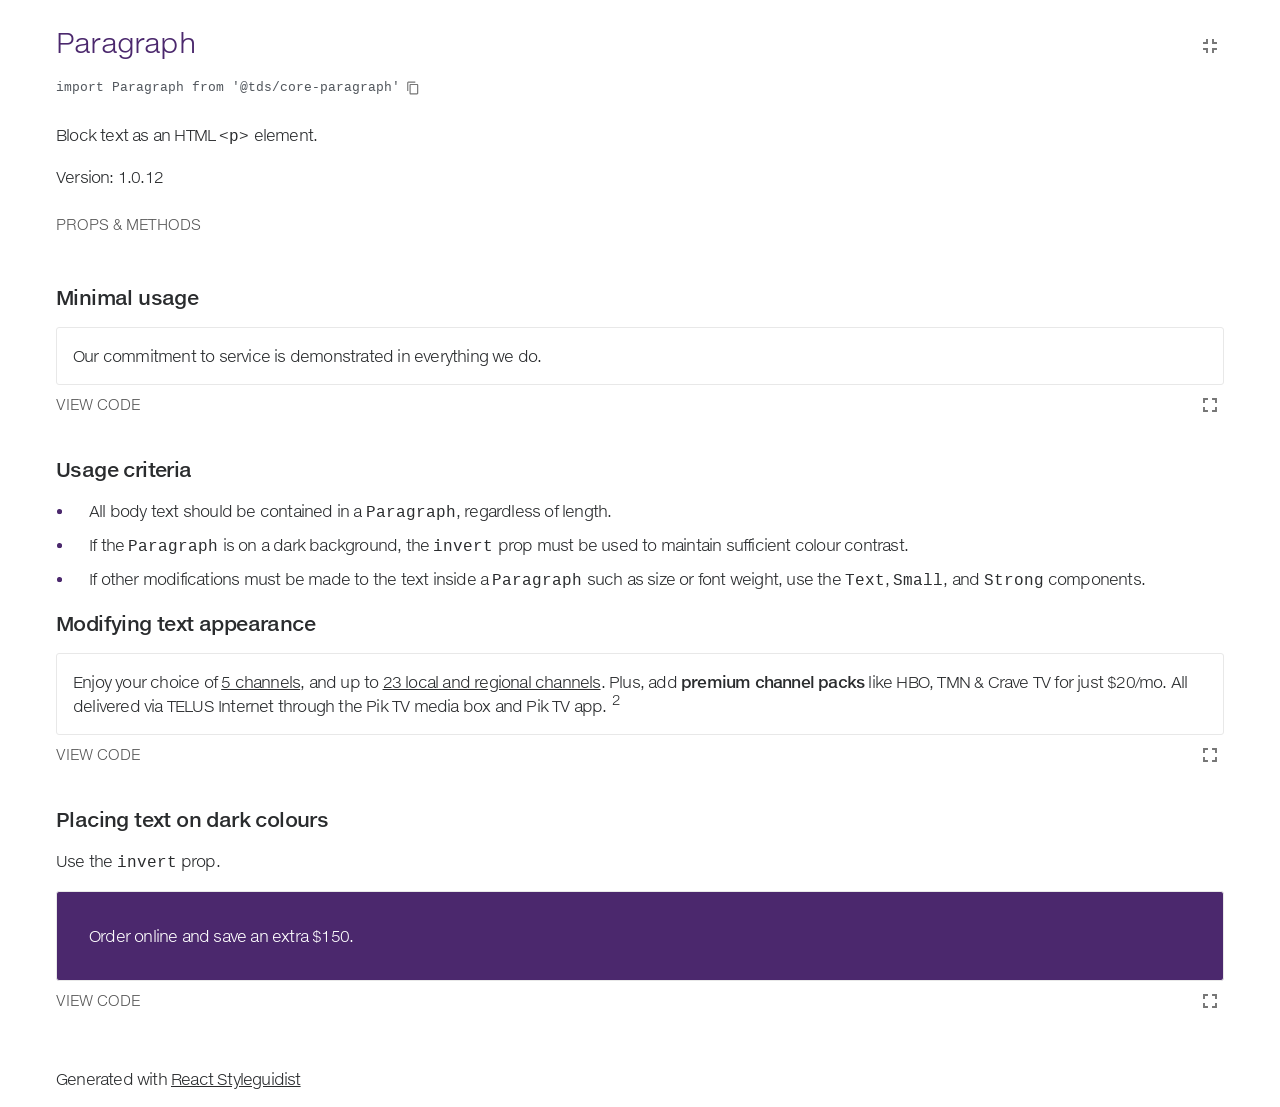 Paragraph
import Paragraph from '@tds/core-paragraph'
Block text as an HTML <p> element.
Version: 1.0.12
PROPS & METHODS
Minimal usage
Our commitment to service is demonstrated in everything we do.
VIEW CODE
Usage criteria
• All body text should be contained in a Paragraph, regardless of length.
• If the Paragraph is on a dark background, the invert prop must be used to maintain sufficient colour contrast.
• If other modifications must be made to the text inside a Paragraph such as size or font weight, use the Text, Small, and Strong components.
Modifying text appearance
Enjoy your choice of 5 channels, and up to 23 local and regional channels. Plus, add premium channel packs like HBO, TMN & Crave TV for just $20/mo. All
delivered via TELUS Internet through the Pik TV media box and Pik TV app. 2
VIEW CODE
Placing text on dark colours
Use the invert prop.
Order online and save an extra $150.
VIEW CODE
Generated with React Styleguidist